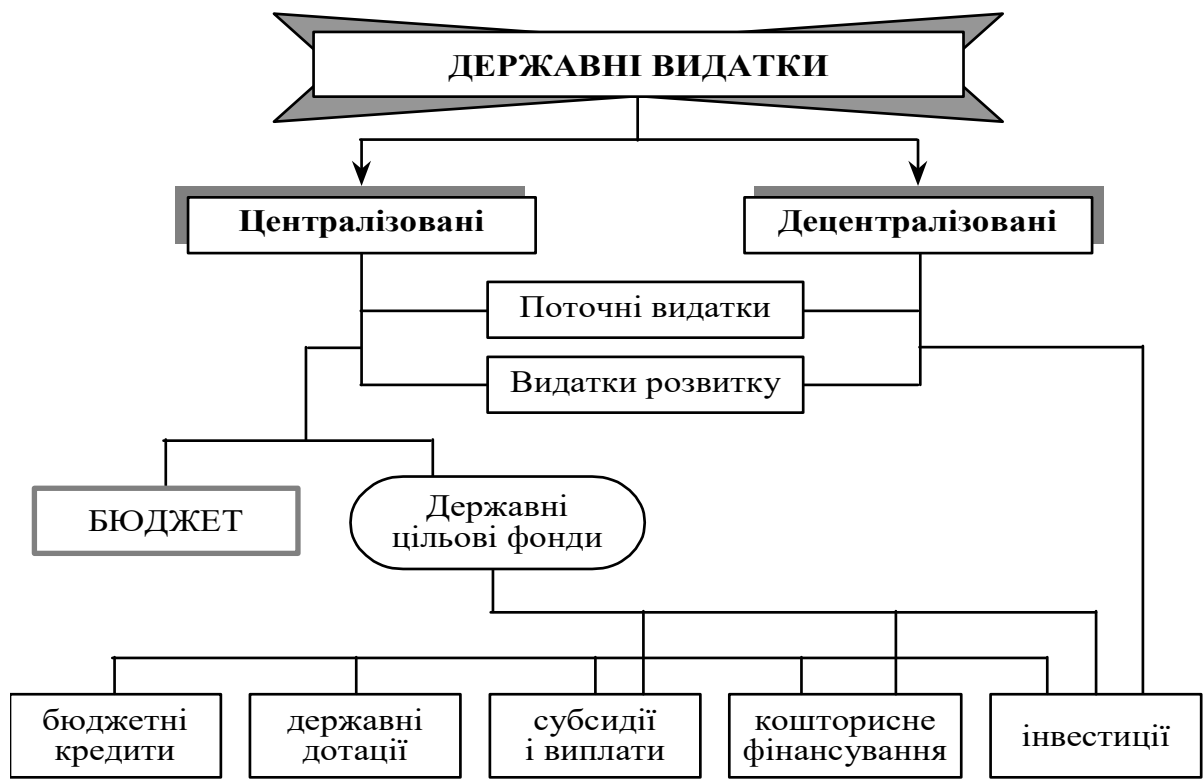 ДЕРЖАВНІ ВИДАТКИ
Централізовані
Децентралізовані
Поточні видатки
Видатки розвитку
БЮДЖЕТ
Державні
цільові фонди
бюджетні
кредити
державні
дотації
субсидії
і виплати
кошторисне
фінансування
інвестиції